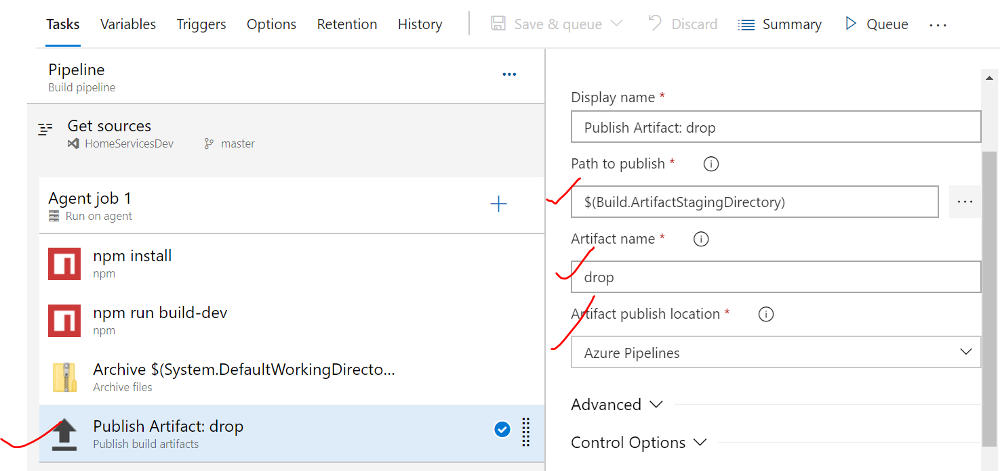 Tasks Variables Triggers Options Retention History Save & queue Discard Summary Queue ...
Pipeline
Build pipeline
Get sources
HomeServicesDev master
Agent job 1
Run on agent
npm install
npm
npm run build-dev
npm
Archive $(System.DefaultWorkingDirecto...
Archive files
Publish Artifact: drop
Publish build artifacts
Display name *
Publish Artifact: drop
Path to publish *
$(Build.ArtifactStagingDirectory)
Artifact name *
drop
Artifact publish location *
Azure Pipelines
Advanced
Control Options